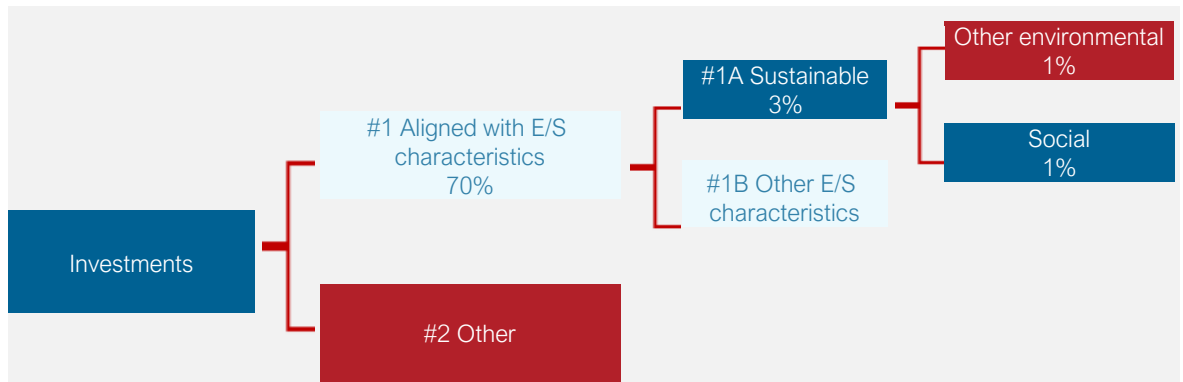 Investments
#1 Aligned with E/S
characteristics
70%
#2 Other
#1A Sustainable
3%
#1B Other E/S
characteristics
Other environmental
1%
Social
1%